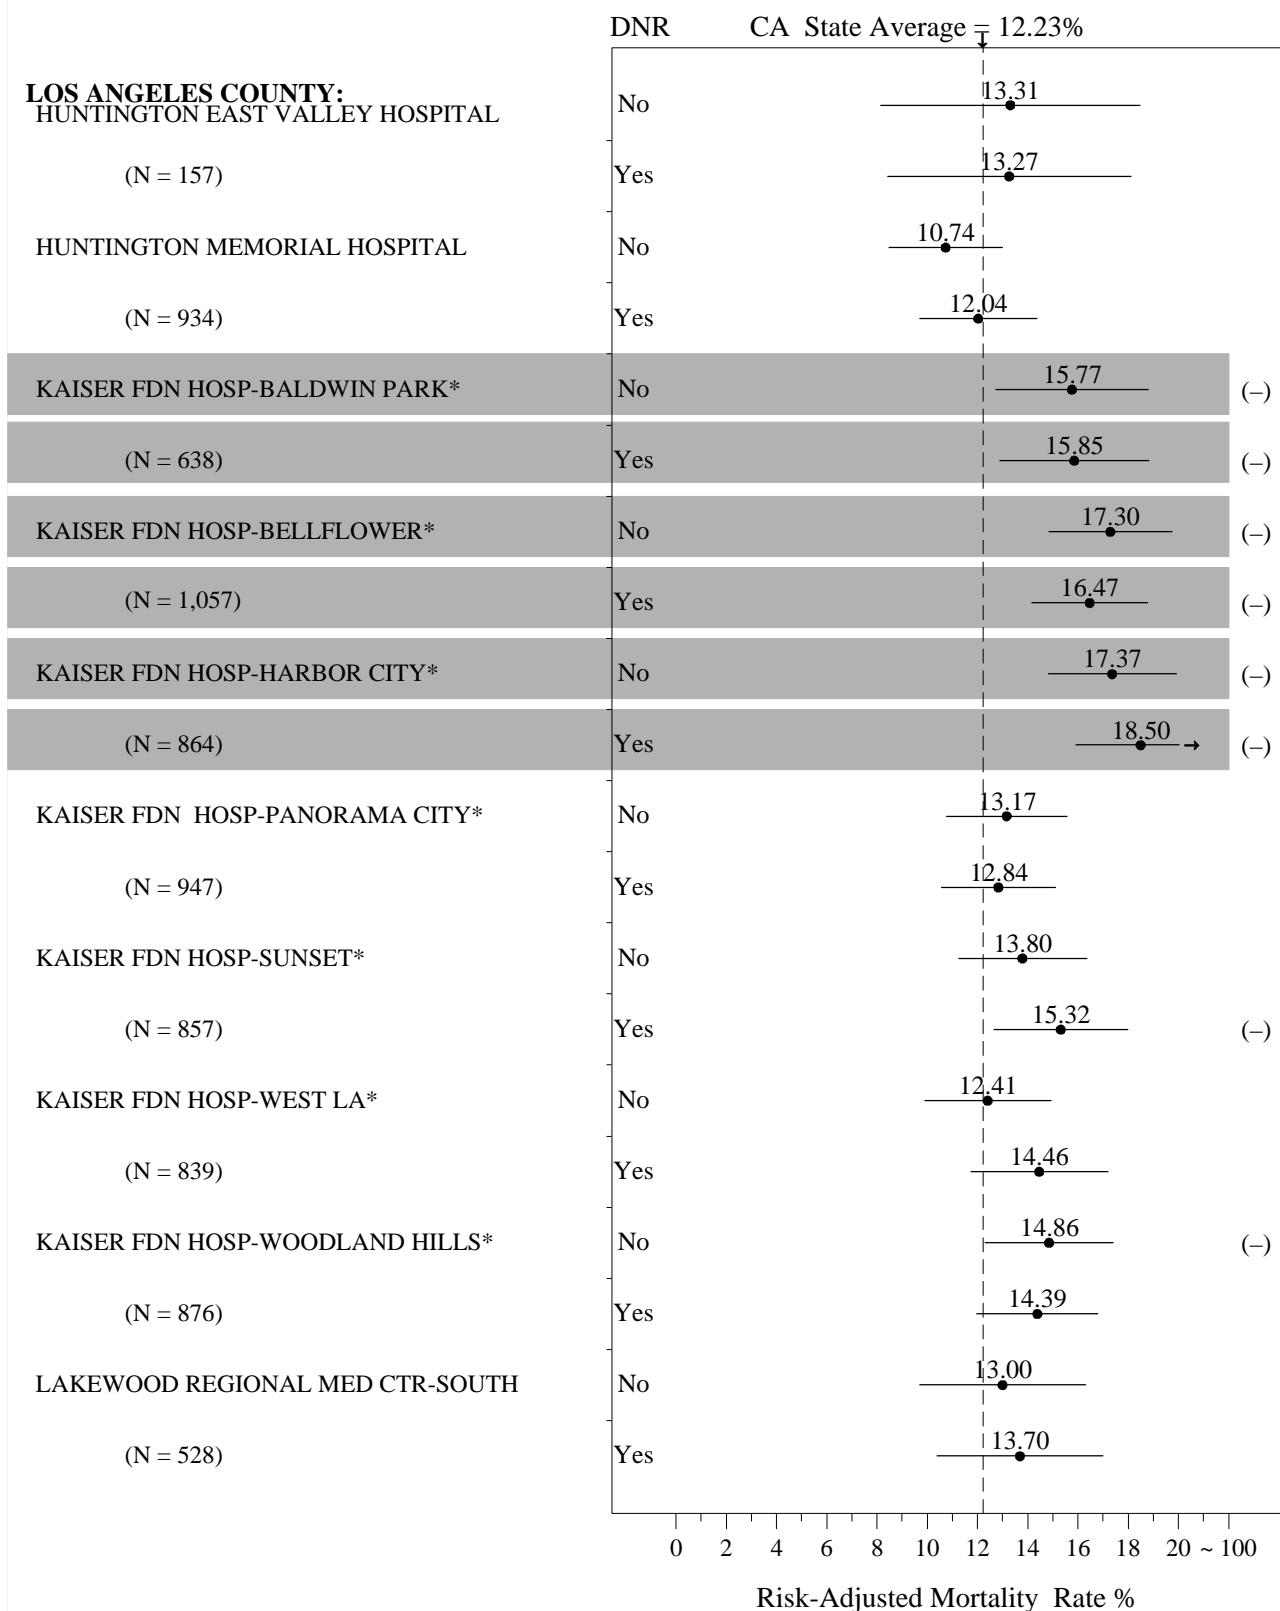 DNR CA State Average = 12.23%
LOS ANGELES COUNTY:
HUNTINGTON EAST VALLEY HOSPITAL No 13.31
(N = 157) Yes 13.27
HUNTINGTON MEMORIAL HOSPITAL No 10.74
(N = 934) Yes 12.04
KAISER FDN HOSP-BALDWIN PARK* No 15.77 (–)
(N = 638) Yes 15.85 (–)
KAISER FDN HOSP-BELLFLOWER* No 17.30 (–)
(N = 1,057) Yes 16.47 (–)
KAISER FDN HOSP-HARBOR CITY* No 17.37 (–)
(N = 864) Yes 18.50 (–)
KAISER FDN HOSP-PANORAMA CITY* No 13.17
(N = 947) Yes 12.84
KAISER FDN HOSP-SUNSET* No 13.80
(N = 857) Yes 15.32 (–)
KAISER FDN HOSP-WEST LA* No 12.41
(N = 839) Yes 14.46
KAISER FDN HOSP-WOODLAND HILLS* No 14.86 (–)
(N = 876) Yes 14.39
LAKEWOOD REGIONAL MED CTR-SOUTH No 13.00
(N = 528) Yes 13.70
0 2 4 6 8 10 12 14 16 18 20 ~ 100
Risk-Adjusted Mortality Rate %